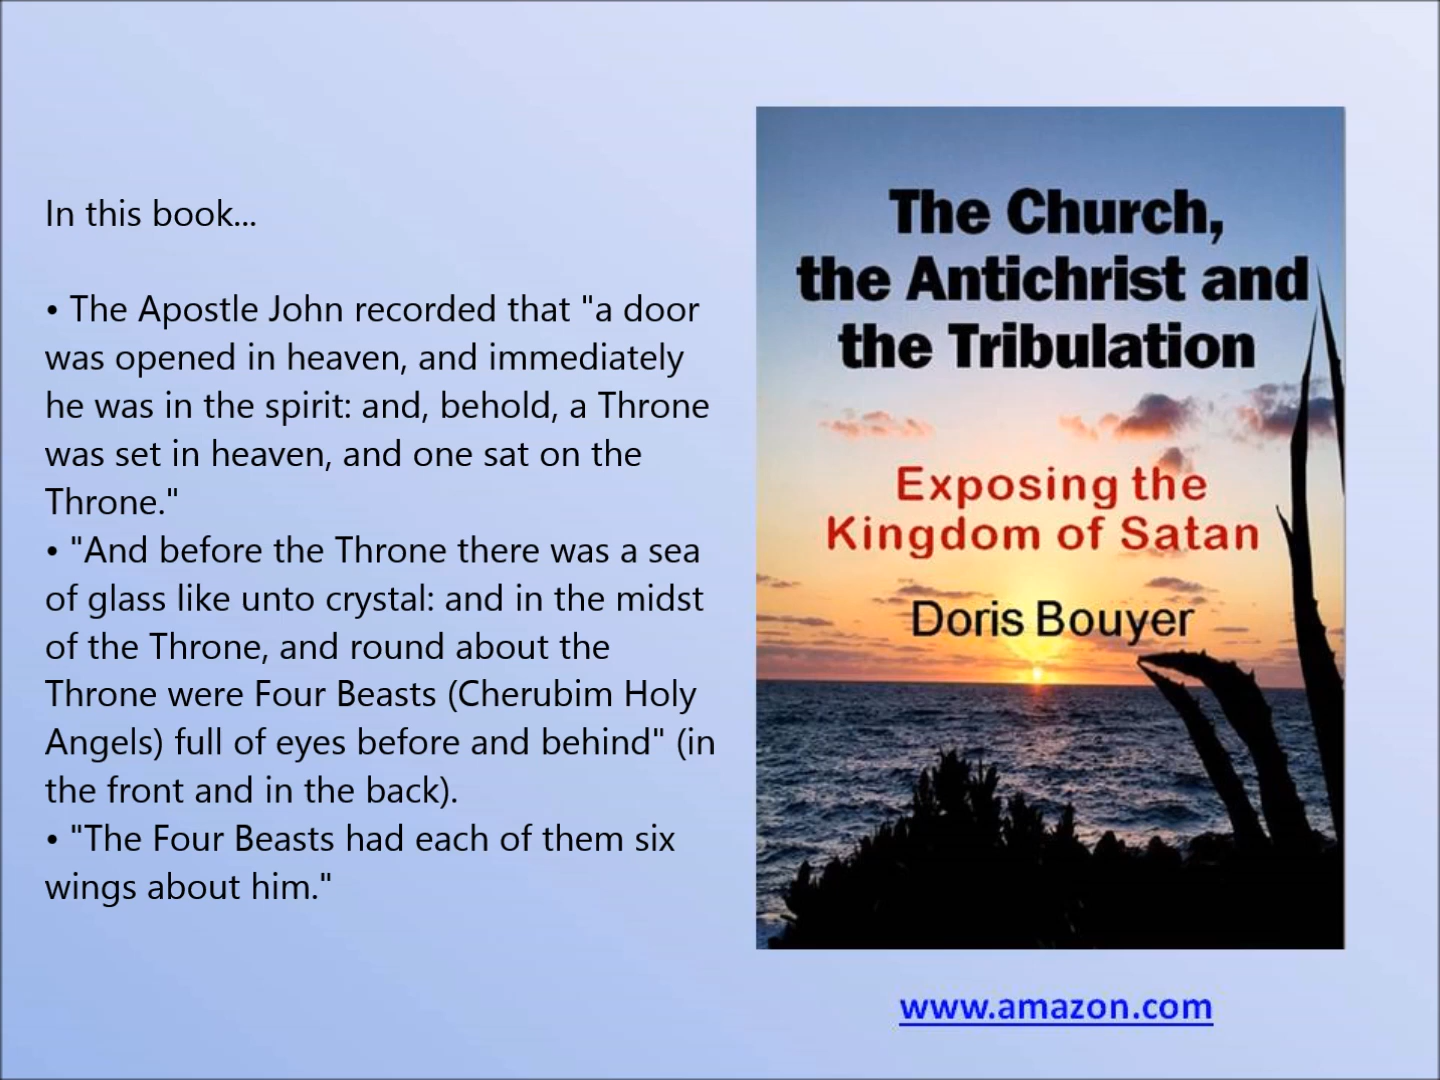 In this book...
• The Apostle John recorded that "a door
was opened in heaven, and immediately
he was in the spirit: and, behold, a Throne
was set in heaven, and one sat on the
Throne."
• "And before the Throne there was a sea
of glass like unto crystal: and in the midst
of the Throne, and round about the
Throne were Four Beasts (Cherubim Holy
Angels) full of eyes before and behind" (in
the front and in the back).
• "The Four Beasts had each of them six
wings about him."
The Church,
the Antichrist and
the Tribulation
Exposing the
Kingdom of Satan
Doris Bouyer
www.amazon.com